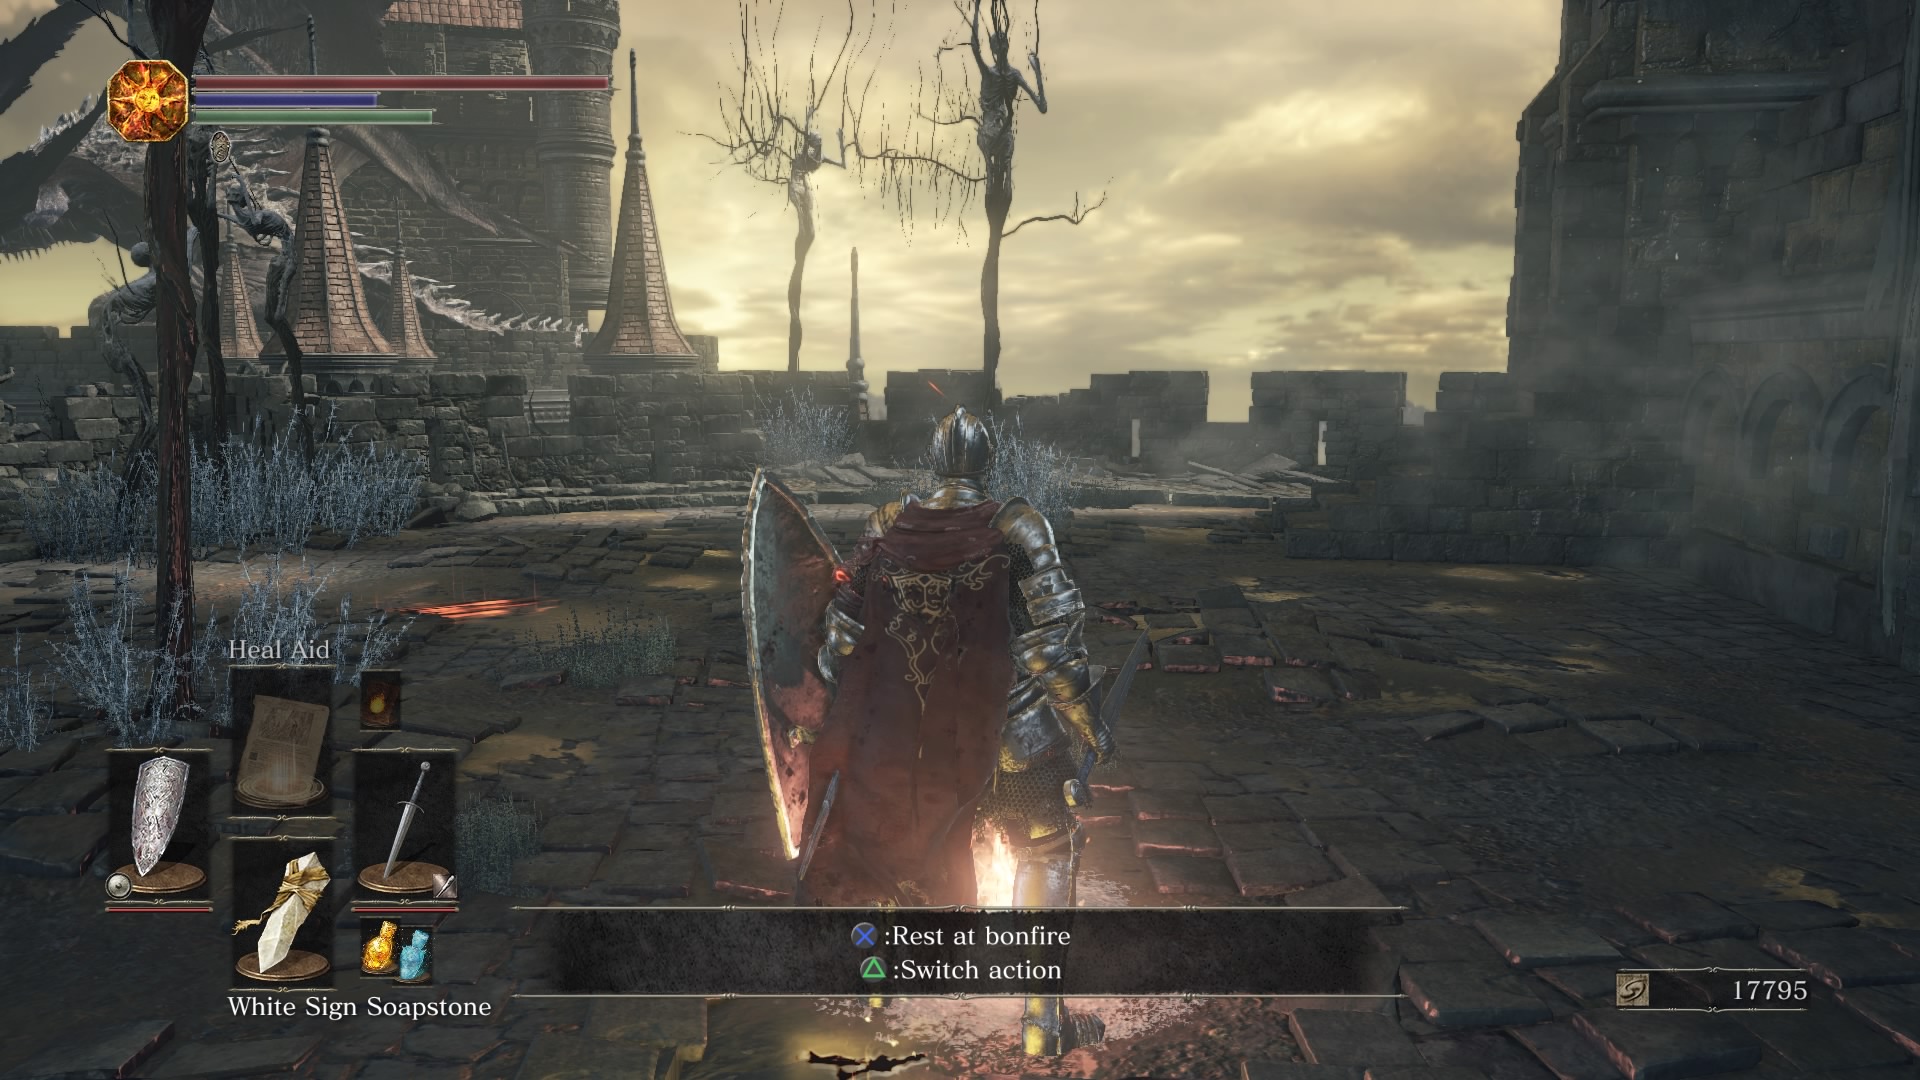 Heal Aid
:Rest at bonfire
:Switch action
White Sign Soapstone
17795